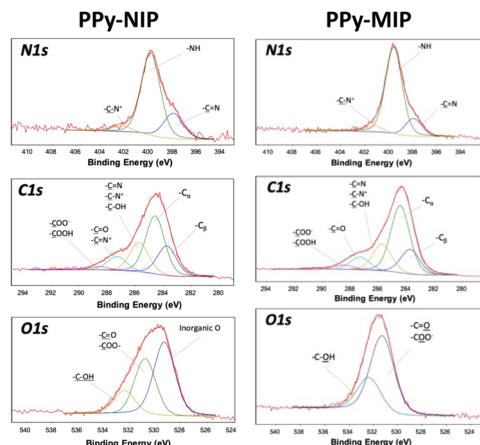 PPy-NIP
PPy-MIP
N1s
-NH
-C-N⁺
-C=N
410 408 406 404 402 400 398 396 394
Binding Energy (eV)
N1s
-NH
-C-N⁺
-C=N
410 408 406 404 402 400 398 396 394
Binding Energy (eV)
C1s
-C=N
-C-N⁺
-C-OH
-Cα
-COO⁻
-COOH
-C=O
-C=N⁺
-Cβ
294 292 290 288 286 284 282 280
Binding Energy (eV)
C1s
-C=N
-C-N⁺
-C-OH
-Cα
-COO⁻
-COOH
-C=O
-Cβ
294 292 290 288 286 284 282 280
Binding Energy (eV)
O1s
-C=O
-COO-
Inorganic O
-C-OH
540 538 536 534 532 530 528 526 524
Binding Energy (eV)
O1s
-C=O
-COO⁻
-C-OH
540 538 536 534 532 530 528 526 524
Binding Energy (eV)